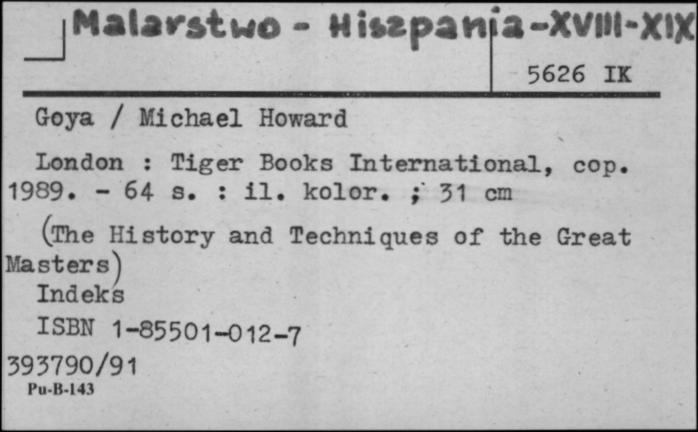 Malarstwo - Hiszpania-XVIII-XIX
5626 IK
Goya / Michael Howard
London : Tiger Books International, cop.
1989. - 64 s. : il. kolor. ; 31 cm
(The History and Techniques of the Great
Masters)
Indeks
ISBN 1-85501-012-7
393790/91
Pu-B-143